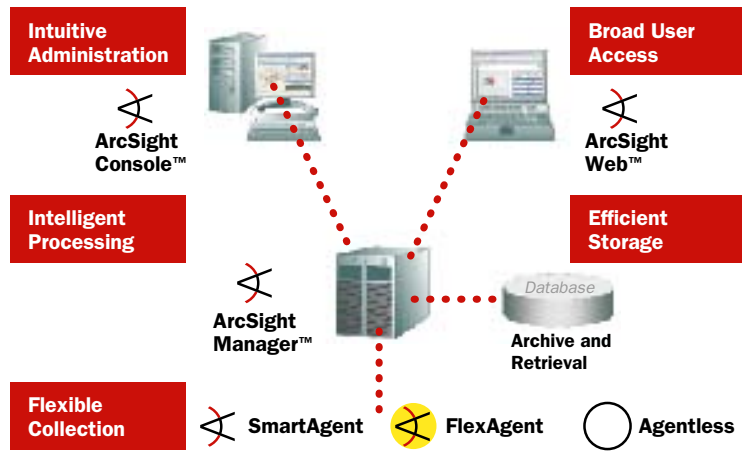 Intuitive
Administration
Broad User
Access
ArcSight
Console™
ArcSight
Web™
Intelligent
Processing
Efficient
Storage
Database
ArcSight
Manager™
Archive and
Retrieval
Flexible
Collection
SmartAgent
FlexAgent
Agentless